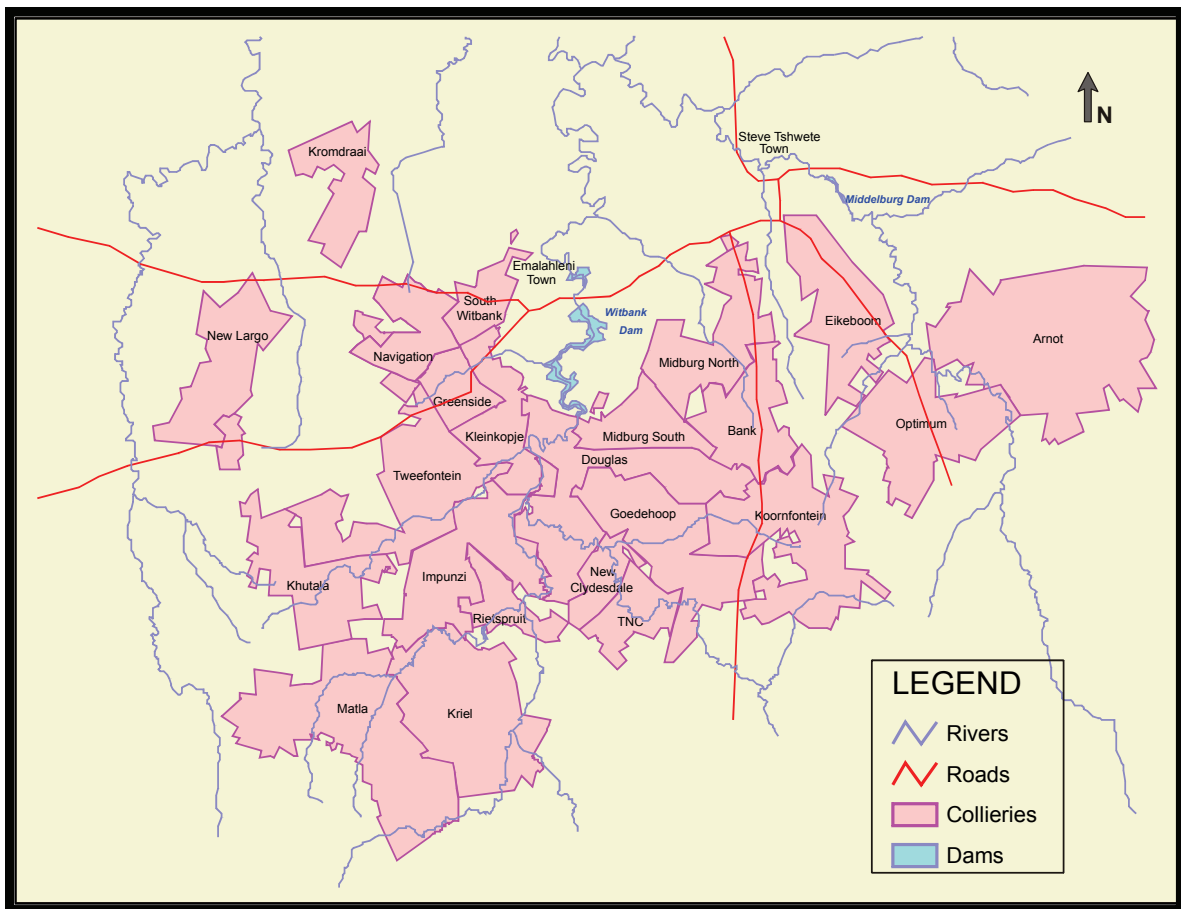 N
Steve Tshwete
Town
Kromdraai
Middelburg Dam
Emalahleni
Town
South
Witbank
Witbank
Dam
Eikeboom
New Largo
Arnot
Navigation
Midburg North
Greenside
Optimum
Kleinkopje
Midburg South
Bank
Douglas
Tweefontein
Goedehoop
Koornfontein
Impunzi
New
Clydesdale
Khutala
Rietspruit
TNC
Matla
Kriel
LEGEND
Rivers
Roads
Collieries
Dams